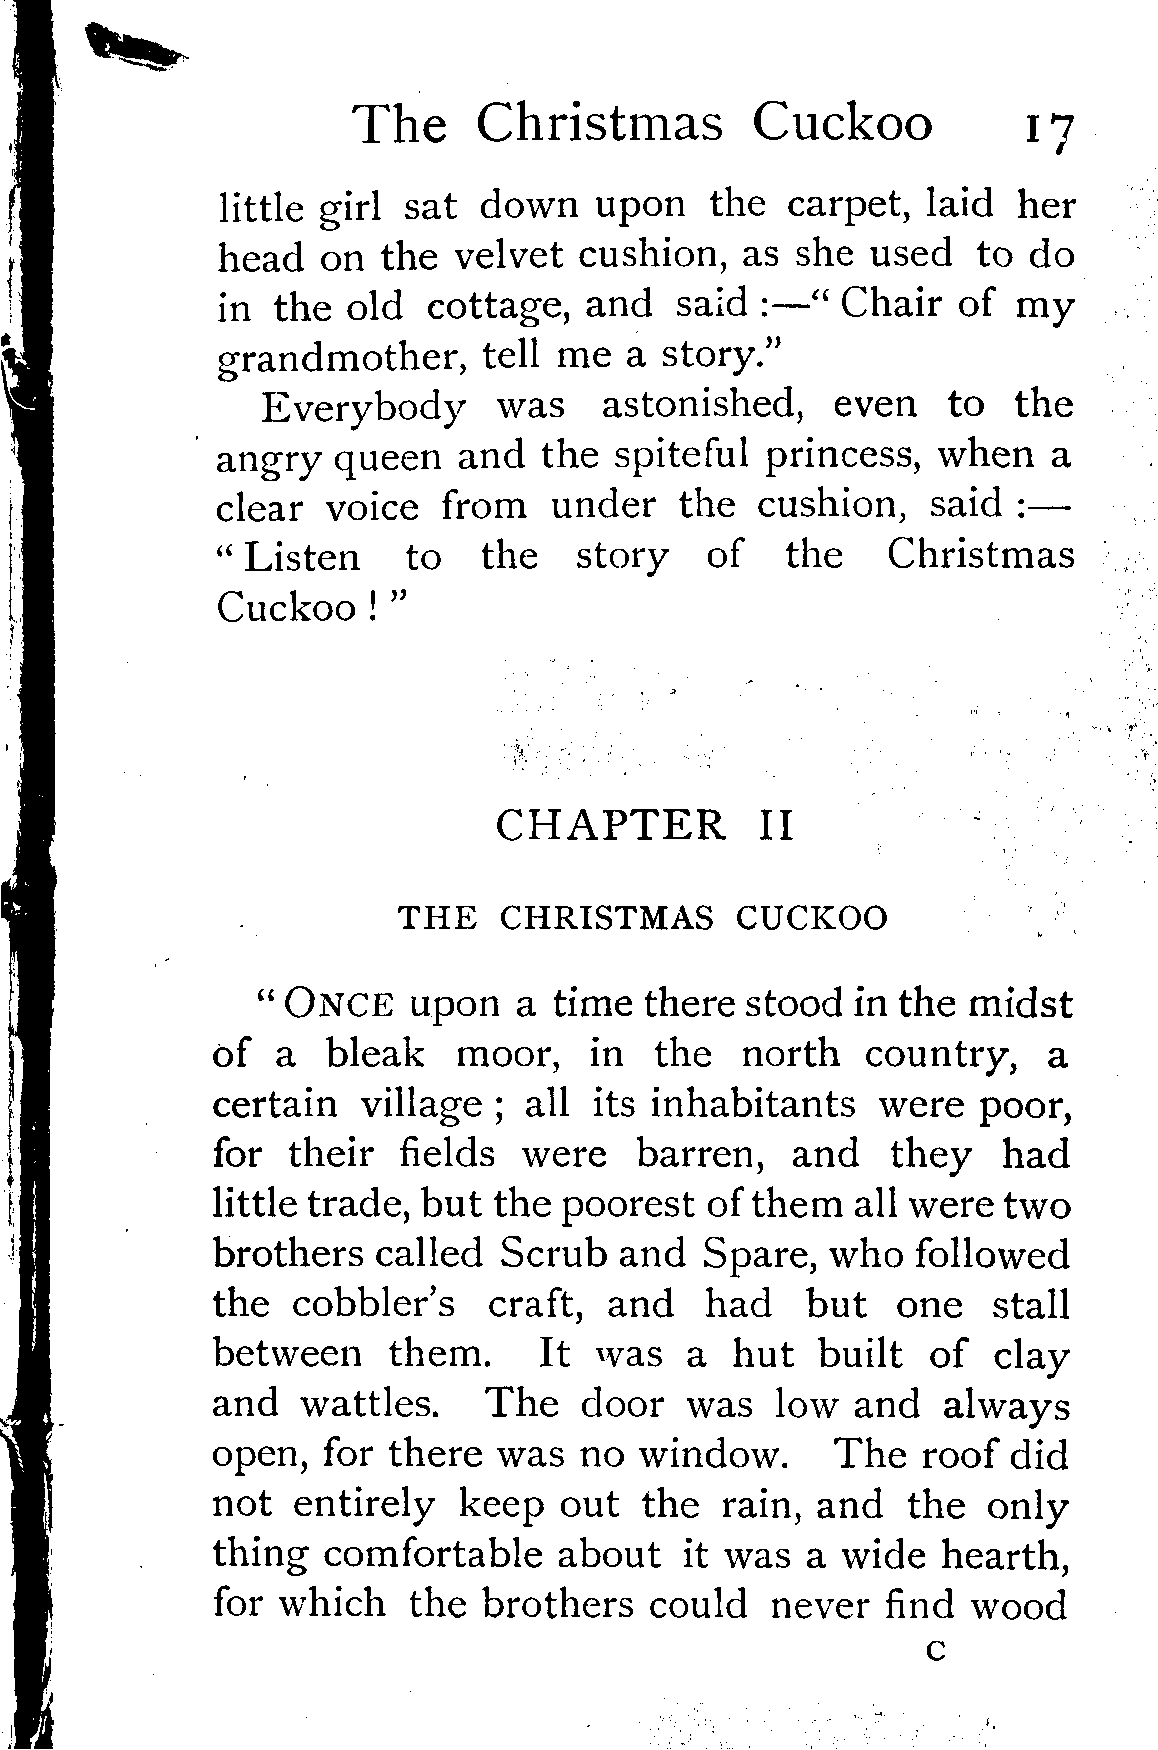 The Christmas Cuckoo 17
little girl sat down upon the carpet, laid her
head on the velvet cushion, as she used to do
in the old cottage, and said :—“ Chair of my
grandmother, tell me a story.”
Everybody was astonished, even to the
angry queen and the spiteful princess, when a
clear voice from under the cushion, said :—
“ Listen to the story of the Christmas
Cuckoo ! ”
CHAPTER II
THE CHRISTMAS CUCKOO
“ ONCE upon a time there stood in the midst
of a bleak moor, in the north country, a
certain village ; all its inhabitants were poor,
for their fields were barren, and they had
little trade, but the poorest of them all were two
brothers called Scrub and Spare, who followed
the cobbler’s craft, and had but one stall
between them. It was a hut built of clay
and wattles. The door was low and always
open, for there was no window. The roof did
not entirely keep out the rain, and the only
thing comfortable about it was a wide hearth,
for which the brothers could never find wood
C